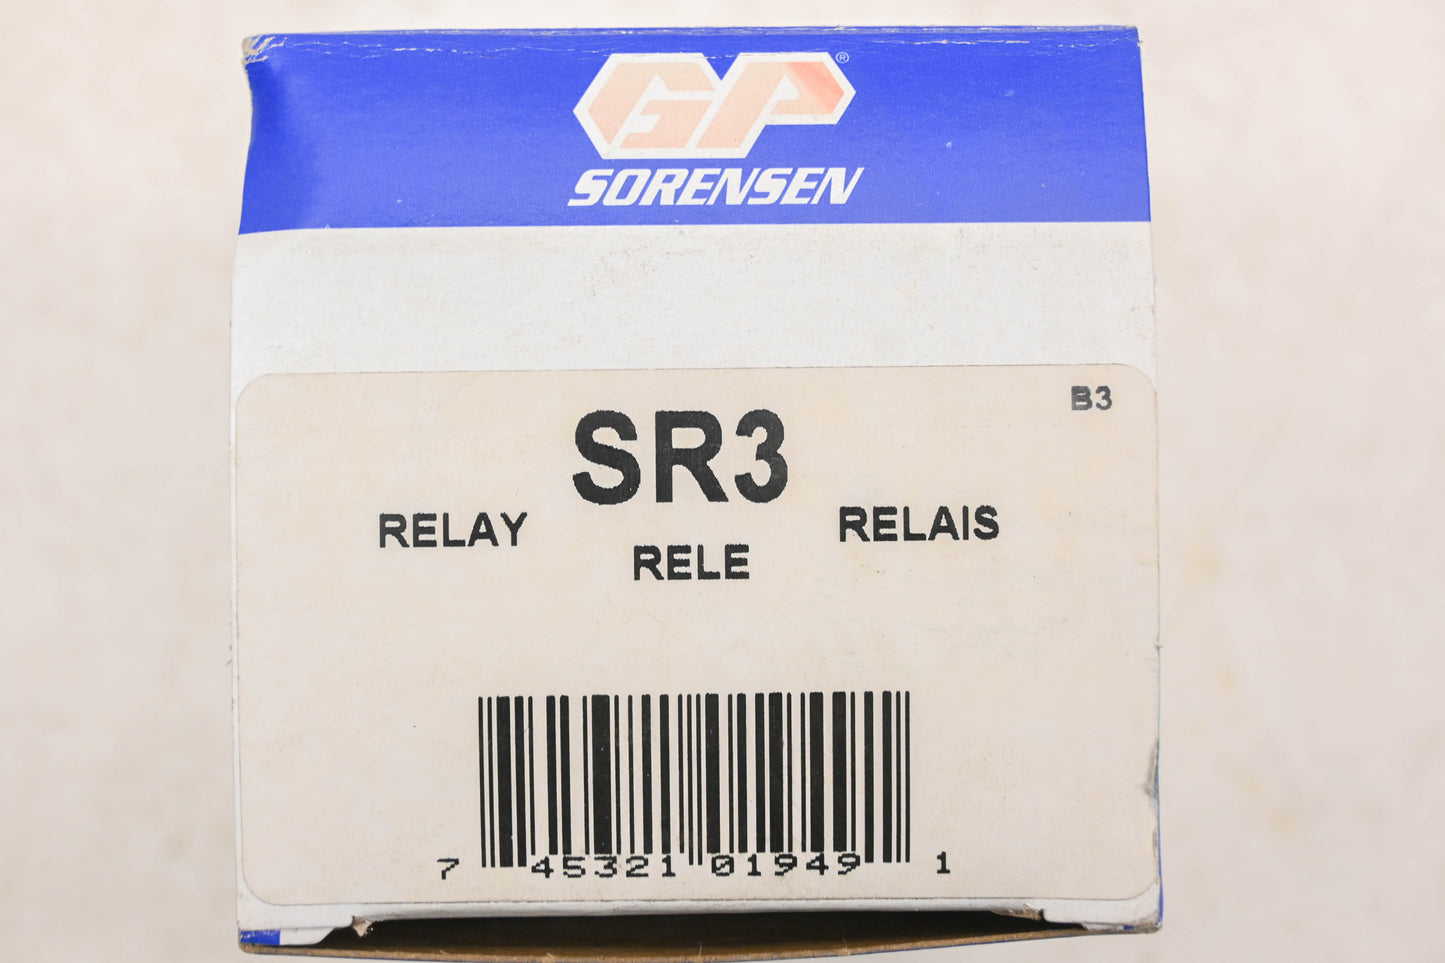 GP®
SORENSEN
B3
SR3
RELAY
RELAIS
RELE
7 45321 01949 1